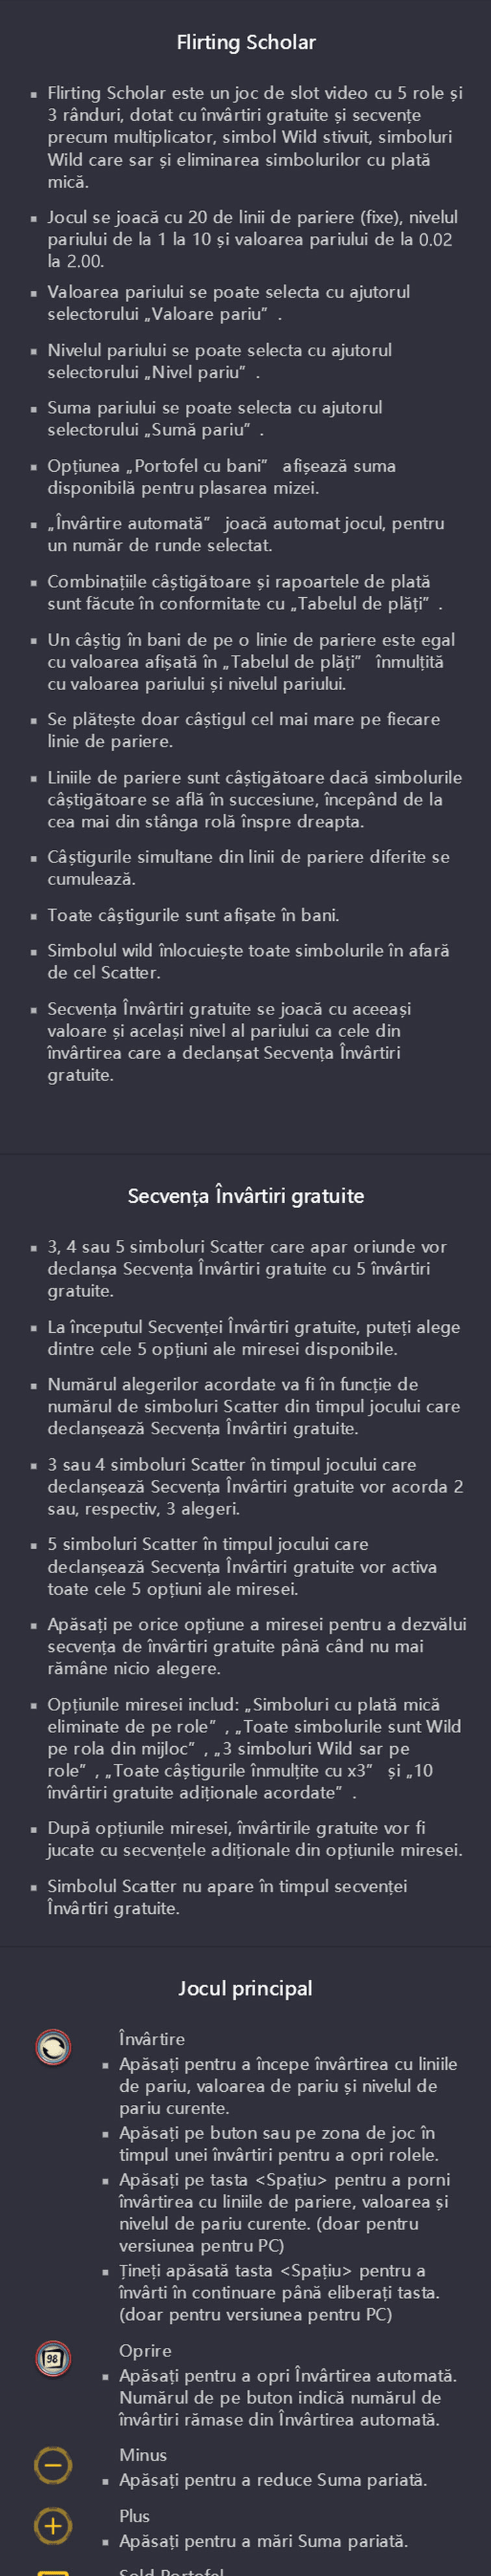 Flirting Scholar
▪ Flirting Scholar este un joc de slot video cu 5 role și
3 rânduri, dotat cu învârtiri gratuite și secvențe
precum multiplicator, simbol Wild stivuit, simboluri
Wild care sar și eliminarea simbolurilor cu plată
mică.
▪ Jocul se joacă cu 20 de linii de pariere (fixe), nivelul
pariului de la 1 la 10 și valoarea pariului de la 0.02
la 2.00.
▪ Valoarea pariului se poate selecta cu ajutorul
selectorului „Valoare pariu” .
▪ Nivelul pariului se poate selecta cu ajutorul
selectorului „Nivel pariu” .
▪ Suma pariului se poate selecta cu ajutorul
selectorului „Sumă pariu” .
▪ Opțiunea „Portofel cu bani” afișează suma
disponibilă pentru plasarea mizei.
▪ „Învârtire automată” joacă automat jocul, pentru
un număr de runde selectat.
▪ Combinațiile câștigătoare și rapoartele de plată
sunt făcute în conformitate cu „Tabelul de plăți” .
▪ Un câștig în bani de pe o linie de pariere este egal
cu valoarea afișată în „Tabelul de plăți” înmulțită
cu valoarea pariului și nivelul pariului.
▪ Se plătește doar câștigul cel mai mare pe fiecare
linie de pariere.
▪ Liniile de pariere sunt câștigătoare dacă simbolurile
câștigătoare se află în succesiune, începând de la
cea mai din stânga rolă înspre dreapta.
▪ Câștigurile simultane din linii de pariere diferite se
cumulează.
▪ Toate câștigurile sunt afișate în bani.
▪ Simbolul wild înlocuiește toate simbolurile în afară
de cel Scatter.
▪ Secvența Învârtiri gratuite se joacă cu aceeași
valoare și același nivel al pariului ca cele din
învârtirea care a declanșat Secvența Învârtiri
gratuite.
Secvența Învârtiri gratuite
▪ 3, 4 sau 5 simboluri Scatter care apar oriunde vor
declanșa Secvența Învârtiri gratuite cu 5 învârtiri
gratuite.
▪ La începutul Secvenței Învârtiri gratuite, puteți alege
dintre cele 5 opțiuni ale miresei disponibile.
▪ Numărul alegerilor acordate va fi în funcție de
numărul de simboluri Scatter din timpul jocului care
declanșează Secvența Învârtiri gratuite.
▪ 3 sau 4 simboluri Scatter în timpul jocului care
declanșează Secvența Învârtiri gratuite vor acorda 2
sau, respectiv, 3 alegeri.
▪ 5 simboluri Scatter în timpul jocului care
declanșează Secvența Învârtiri gratuite vor activa
toate cele 5 opțiuni ale miresei.
▪ Apăsați pe orice opțiune a miresei pentru a dezvălui
secvența de învârtiri gratuite până când nu mai
rămâne nicio alegere.
▪ Opțiunile miresei includ: „Simboluri cu plată mică
eliminate de pe role” , „Toate simbolurile sunt Wild
pe rola din mijloc” , „3 simboluri Wild sar pe
role” , „Toate câștigurile înmulțite cu x3” și „10
învârtiri gratuite adiționale acordate” .
▪ După opțiunile miresei, învârtirile gratuite vor fi
jucate cu secvențele adiționale din opțiunile miresei.
▪ Simbolul Scatter nu apare în timpul secvenței
Învârtiri gratuite.
Jocul principal
Învârtire
▪ Apăsați pentru a începe învârtirea cu liniile
de pariu, valoarea de pariu și nivelul de
pariu curente.
▪ Apăsați pe buton sau pe zona de joc în
timpul unei învârtiri pentru a opri rolele.
▪ Apăsați pe tasta <Spațiu> pentru a porni
învârtirea cu liniile de pariere, valoarea și
nivelul de pariu curente. (doar pentru
versiunea pentru PC)
▪ Țineți apăsată tasta <Spațiu> pentru a
învârti în continuare până eliberați tasta.
(doar pentru versiunea pentru PC)
98
Oprire
▪ Apăsați pentru a opri Învârtirea automată.
Numărul de pe buton indică numărul de
învârtiri rămase din Învârtirea automată.
Minus
▪ Apăsați pentru a reduce Suma pariată.
Plus
▪ Apăsați pentru a mări Suma pariată.
Sold Portofel